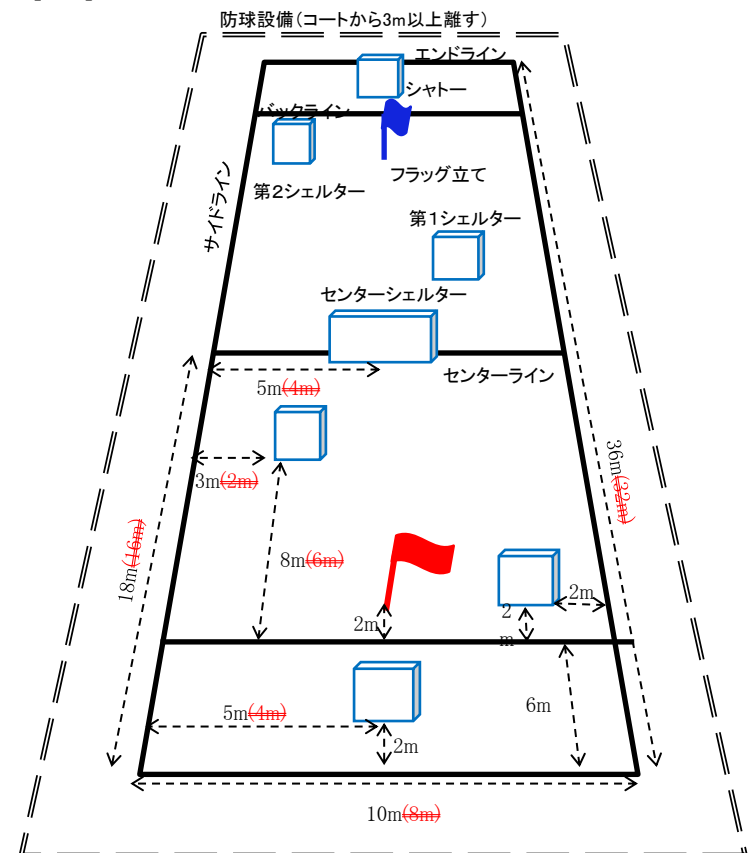 防球設備(コートから3m以上離す)
エンドライン
シャトー
バックライン
フラッグ立て
第2シェルター
サイドライン
第1シェルター
センターシェルター
センターライン
5m(4m)
3m(2m)
36m(32m)
18m(16m)
8m(6m)
2m
2m
2m
6m
5m(4m)
2m
10m(8m)